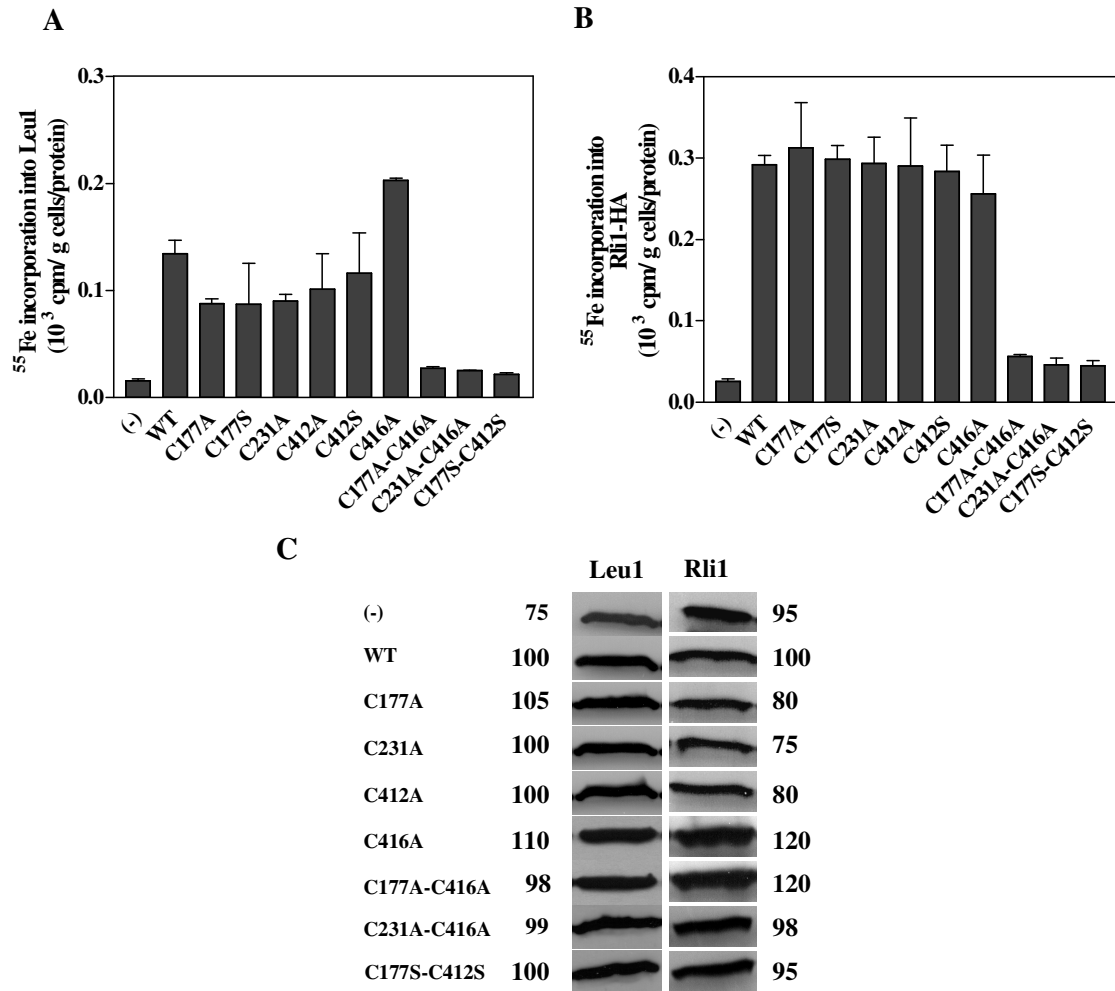 A
⁵⁵Fe incorporation into Leu1
(10³ cpm/ g cells/protein)
0.3
0.2
0.1
0.0
(-)
WT
C177A
C177S
C231A
C412A
C412S
C416A
C177A-C416A
C231A-C416A
C177S-C412S
B
⁵⁵Fe incorporation into
Rli1-HA
(10³ cpm/ g cells/protein)
0.4
0.3
0.2
0.1
0.0
(-)
WT
C177A
C177S
C231A
C412A
C412S
C416A
C177A-C416A
C231A-C416A
C177S-C412S
C
Leu1 Rli1
(-) 75 95
WT 100 100
C177A 105 80
C231A 100 75
C412A 100 80
C416A 110 120
C177A-C416A 98 120
C231A-C416A 99 98
C177S-C412S 100 95